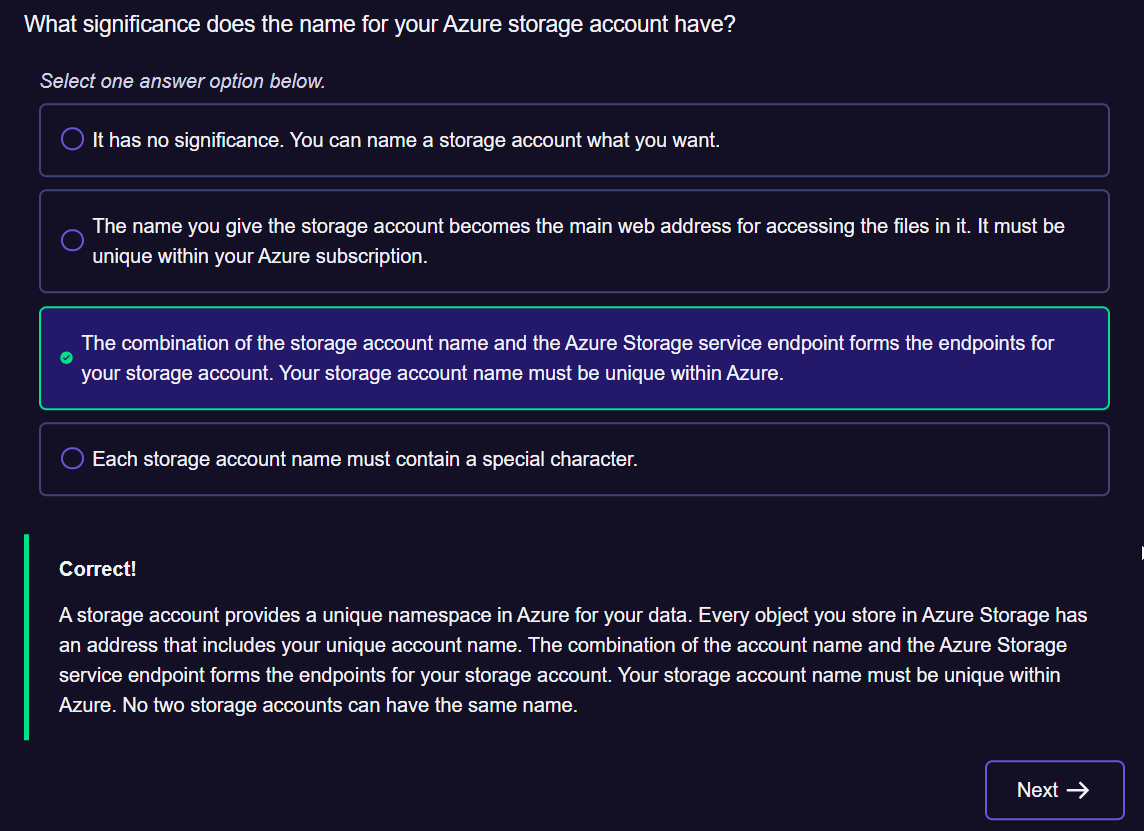 What significance does the name for your Azure storage account have?
Select one answer option below.
It has no significance. You can name a storage account what you want.
The name you give the storage account becomes the main web address for accessing the files in it. It must be
unique within your Azure subscription.
The combination of the storage account name and the Azure Storage service endpoint forms the endpoints for
your storage account. Your storage account name must be unique within Azure.
Each storage account name must contain a special character.
Correct!
A storage account provides a unique namespace in Azure for your data. Every object you store in Azure Storage has
an address that includes your unique account name. The combination of the account name and the Azure Storage
service endpoint forms the endpoints for your storage account. Your storage account name must be unique within
Azure. No two storage accounts can have the same name.
Next →